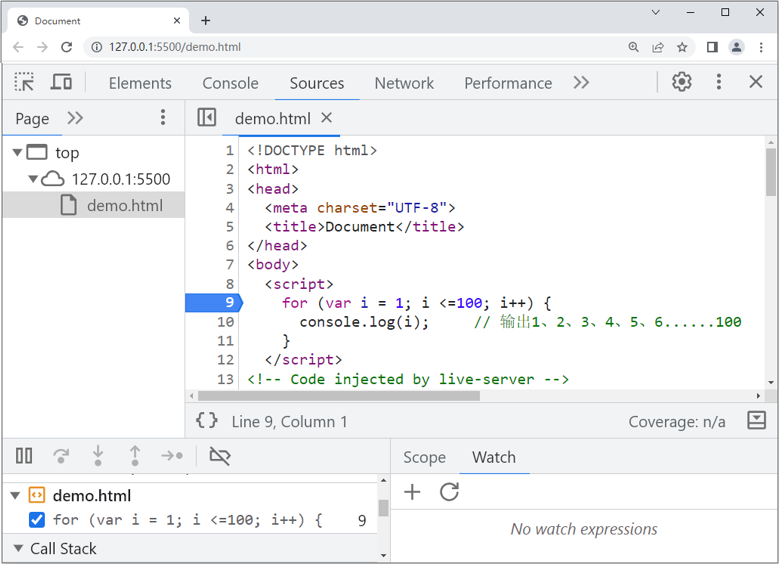 Document
127.0.0.1:5500/demo.html
Elements Console Sources Network Performance
Page
demo.html
top
127.0.0.1:5500
demo.html
1 <!DOCTYPE html>
2 <html>
3 <head>
4 <meta charset="UTF-8">
5 <title>Document</title>
6 </head>
7 <body>
8 <script>
9 for (var i = 1; i <=100; i++) {
10 console.log(i); // 输出1、2、3、4、5、6......100
11 }
12 </script>
13 <!-- Code injected by live-server -->
{} Line 9, Column 1 Coverage: n/a
Scope Watch
demo.html
for (var i = 1; i <=100; i++) { 9
Call Stack
No watch expressions